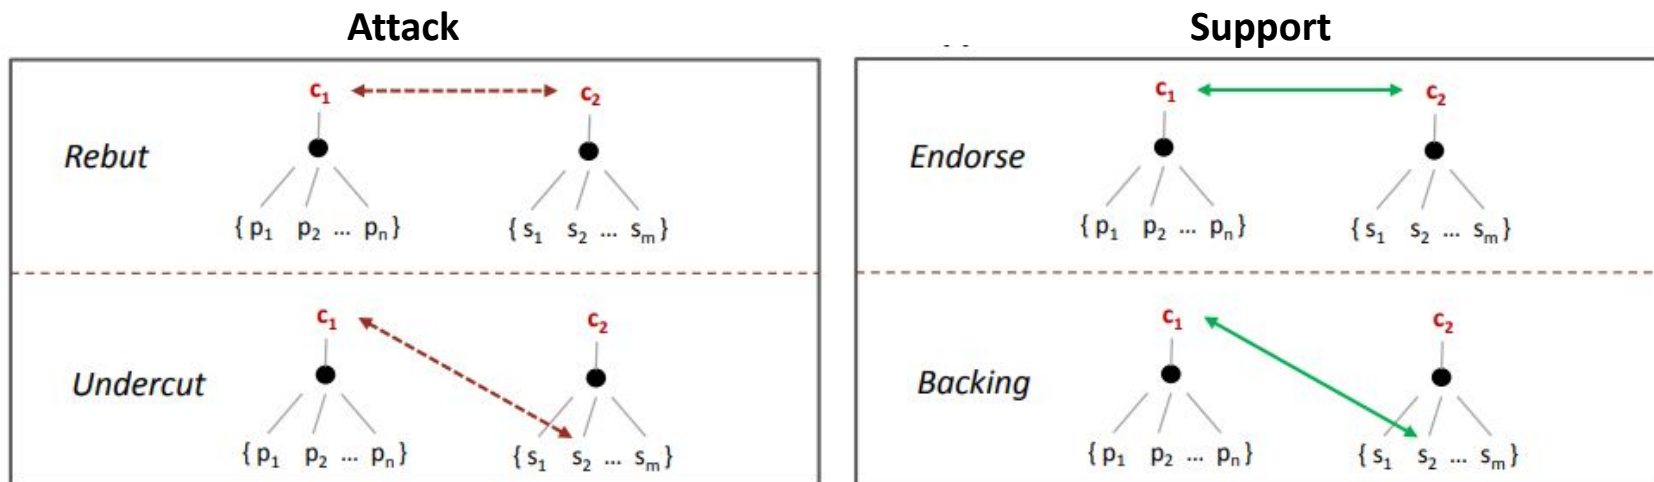 Attack
Support
c₁ c₂
Rebut
{ p₁ p₂ ... pₙ} { s₁ s₂ ... sₘ }
c₁ c₂
Endorse
{ p₁ p₂ ... pₙ} { s₁ s₂ ... sₘ }
c₁ c₂
Undercut
{ p₁ p₂ ... pₙ} { s₁ s₂ ... sₘ }
c₁ c₂
Backing
{ p₁ p₂ ... pₙ} { s₁ s₂ ... sₘ }